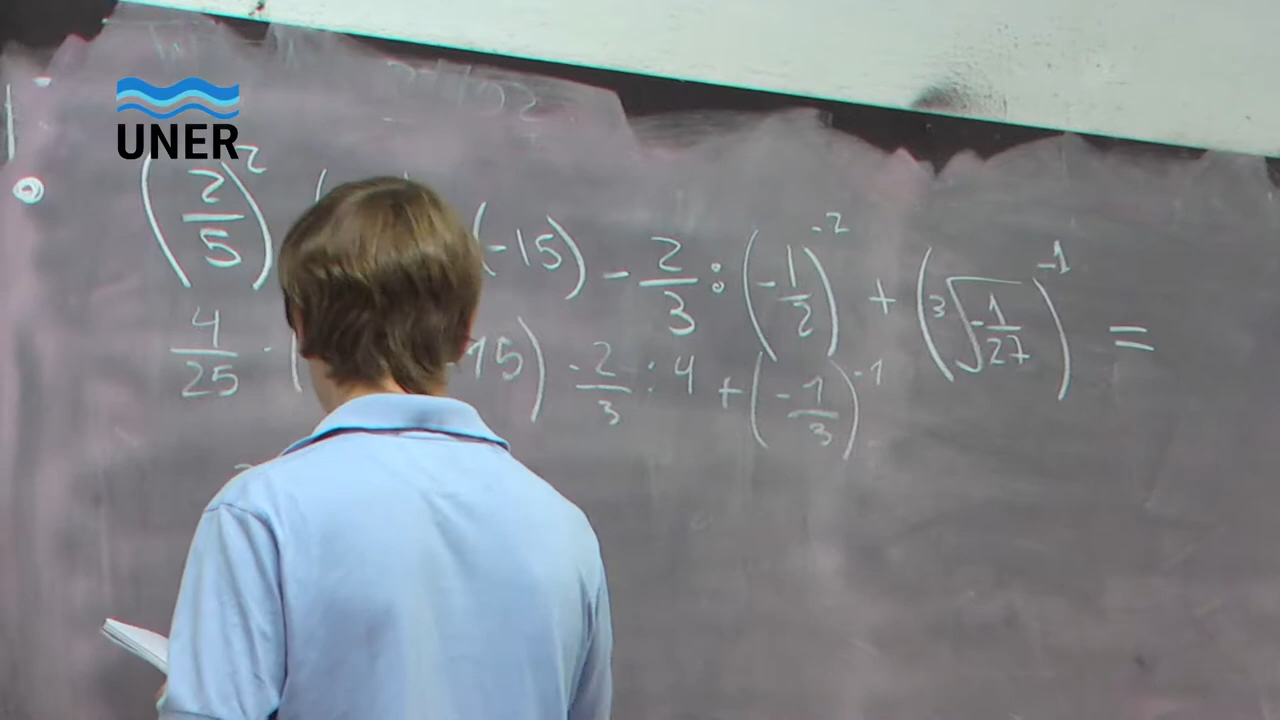 UNER
(2/5)² ( (-15) - 2/3 : (-1/2)⁻² + (³√-1/27)⁻¹ =
4/25 · ( 15) - 2/3 : 4 + (-1/3)⁻¹